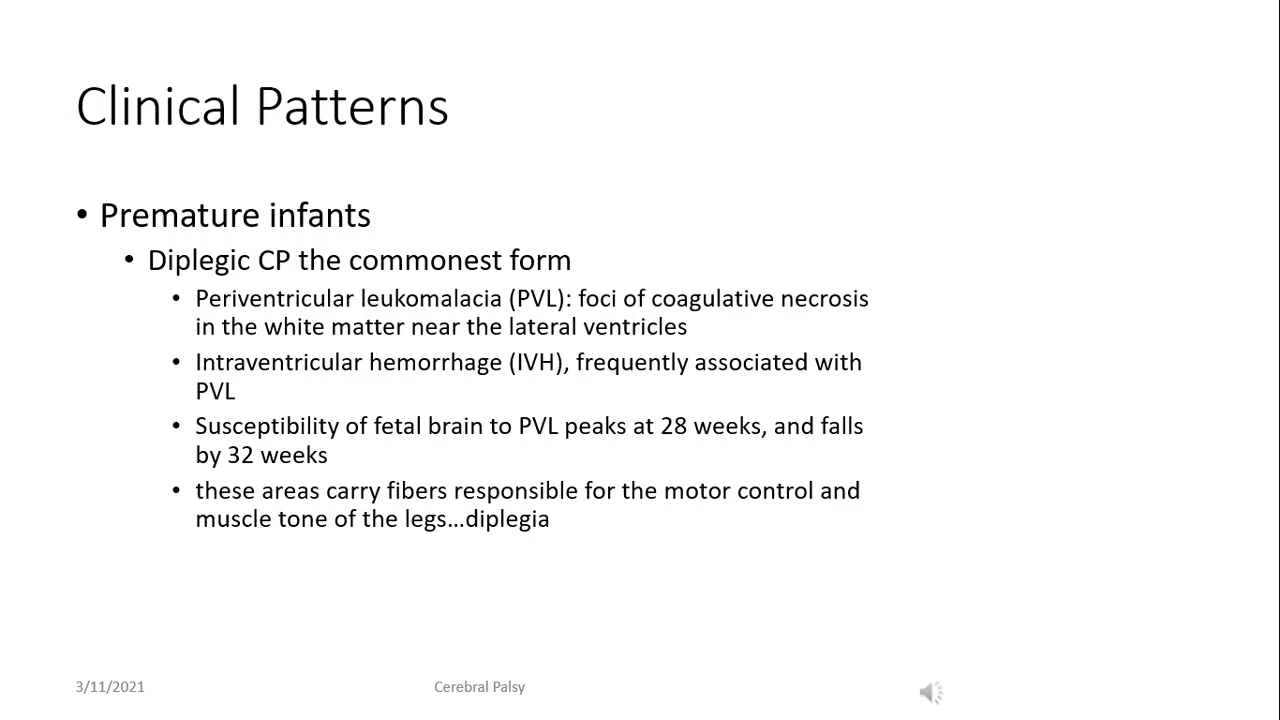 Clinical Patterns
• Premature infants
• Diplegic CP the commonest form
• Periventricular leukomalacia (PVL): foci of coagulative necrosis
in the white matter near the lateral ventricles
• Intraventricular hemorrhage (IVH), frequently associated with
PVL
• Susceptibility of fetal brain to PVL peaks at 28 weeks, and falls
by 32 weeks
• these areas carry fibers responsible for the motor control and
muscle tone of the legs...diplegia
3/11/2021
Cerebral Palsy